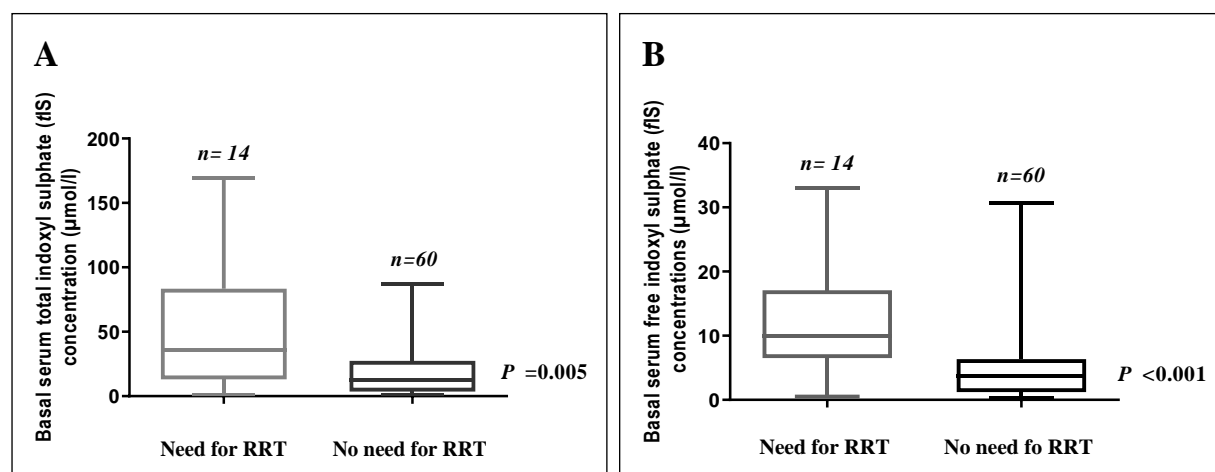 A
Basal serum total indoxyl sulphate (tIS)
concentration (µmol/l)
200
150
100
50
0
n= 14
n=60
P =0.005
Need for RRT
No need for RRT
B
Basal serum free indoxyl sulphate (fIS)
concentrations (µmol/l)
40
30
20
10
0
n= 14
n=60
P <0.001
Need for RRT
No need fo RRT